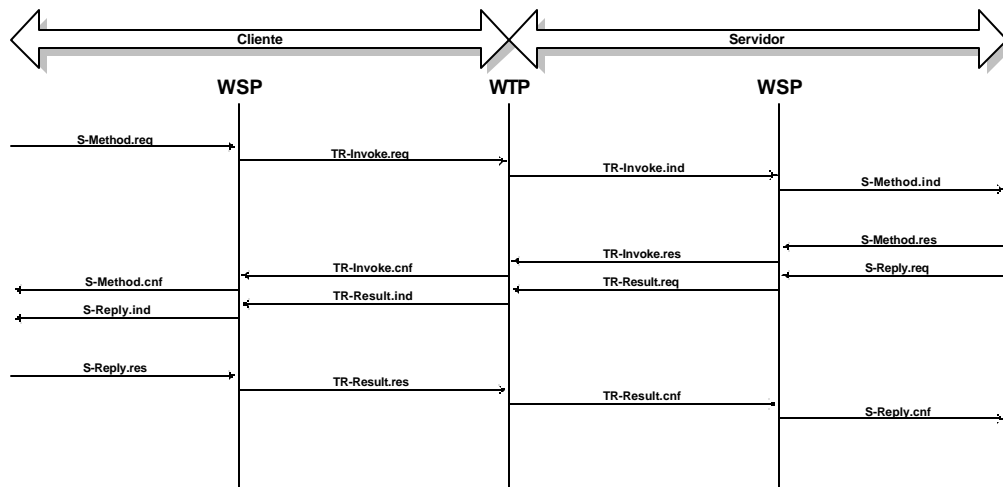 Cliente
Servidor
WSP
WTP
WSP
S-Method.req
TR-Invoke.req
TR-Invoke.ind
S-Method.ind
S-Method.res
TR-Invoke.res
TR-Invoke.cnf
S-Reply.req
S-Method.cnf
TR-Result.req
TR-Result.ind
S-Reply.ind
S-Reply.res
TR-Result.res
TR-Result.cnf
S-Reply.cnf